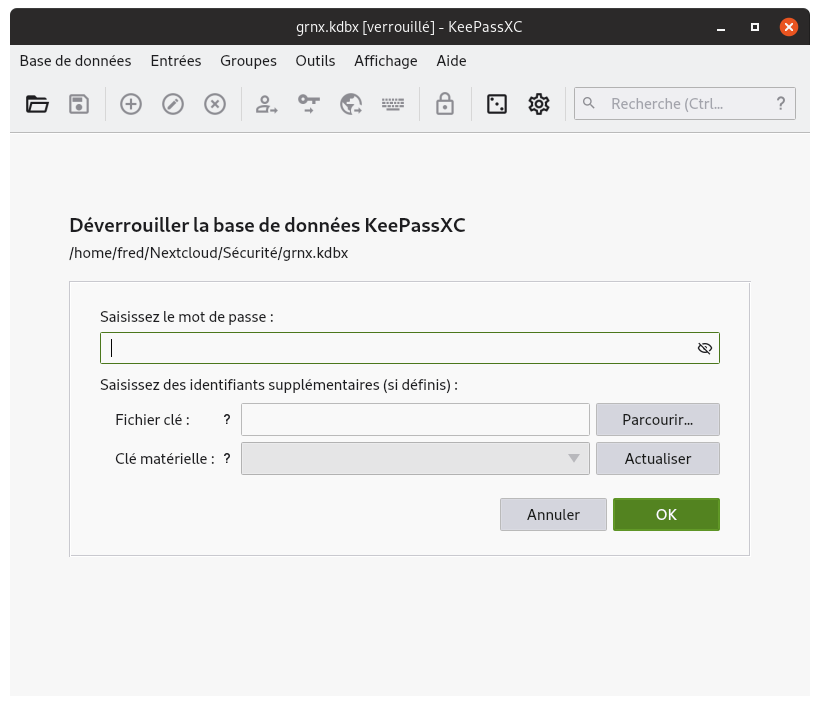 grnx.kdbx [verrouillé] - KeePassXC
Base de données Entrées Groupes Outils Affichage Aide
Recherche (Ctrl... ?
Déverrouiller la base de données KeePassXC
/home/fred/Nextcloud/Sécurité/grnx.kdbx
Saisissez le mot de passe :
Saisissez des identifiants supplémentaires (si définis) :
Fichier clé : ? Parcourir...
Clé matérielle : ? Actualiser
Annuler OK